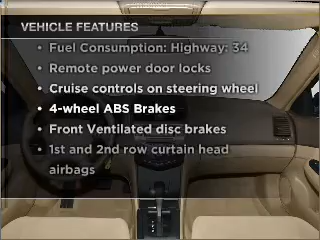 VEHICLE FEATURES
• Fuel Consumption: Highway: 34
• Remote power door locks
• Cruise controls on steering wheel
• 4-wheel ABS Brakes
• Front Ventilated disc brakes
• 1st and 2nd row curtain head
airbags